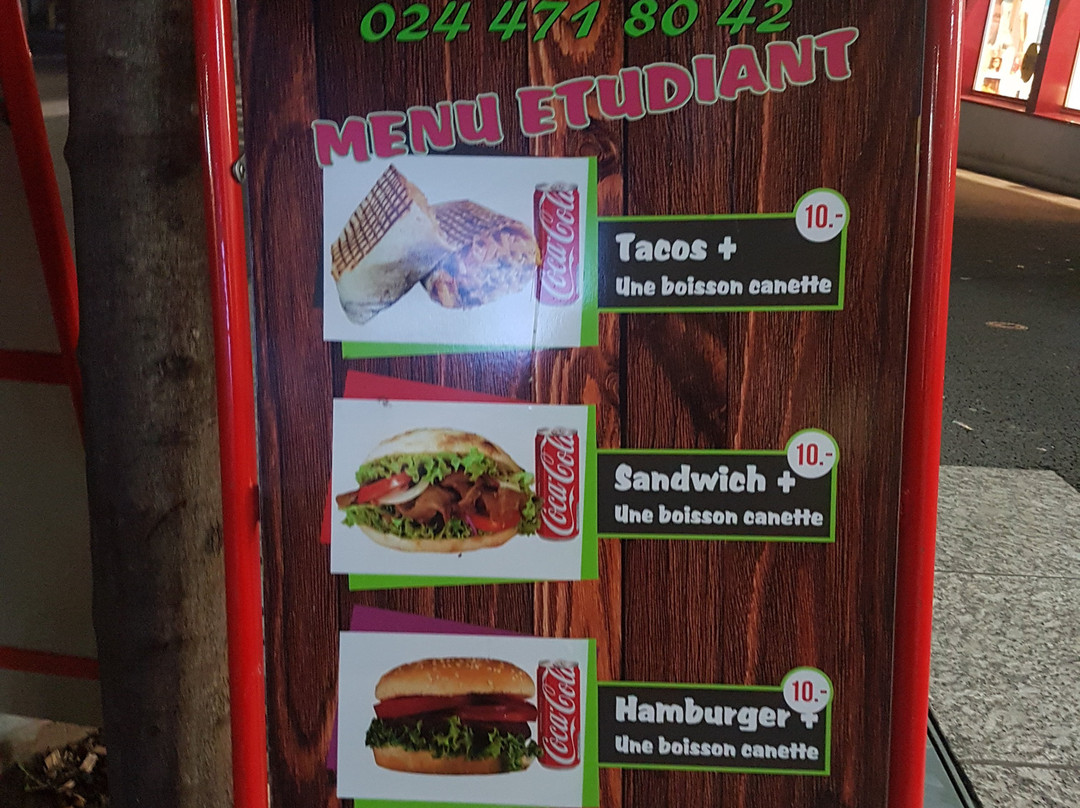 024 471 80 42
MENU ETUDIANT
Coca-Cola
10.-
Tacos +
Une boisson canette
Coca-Cola
10.-
Sandwich +
Une boisson canette
Coca-Cola
10.-
Hamburger +
Une boisson canette